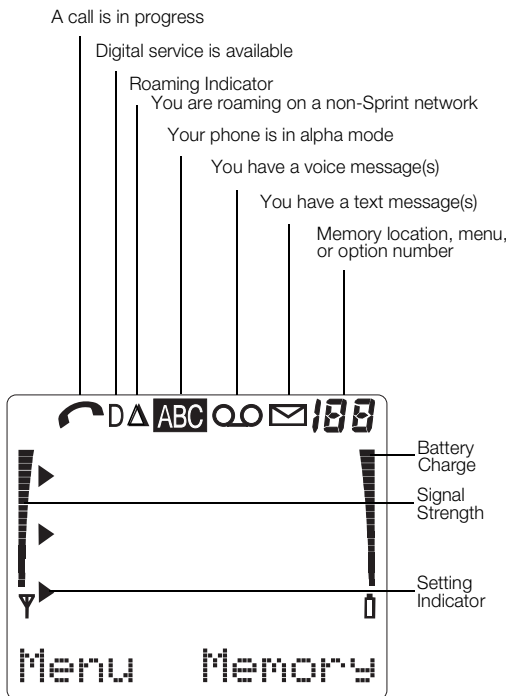 A call is in progress
Digital service is available
Roaming Indicator
You are roaming on a non-Sprint network
Your phone is in alpha mode
You have a voice message(s)
You have a text message(s)
Memory location, menu,
or option number
D ABC 188
Battery
Charge
Signal
Strength
Setting
Indicator
Menu Memory